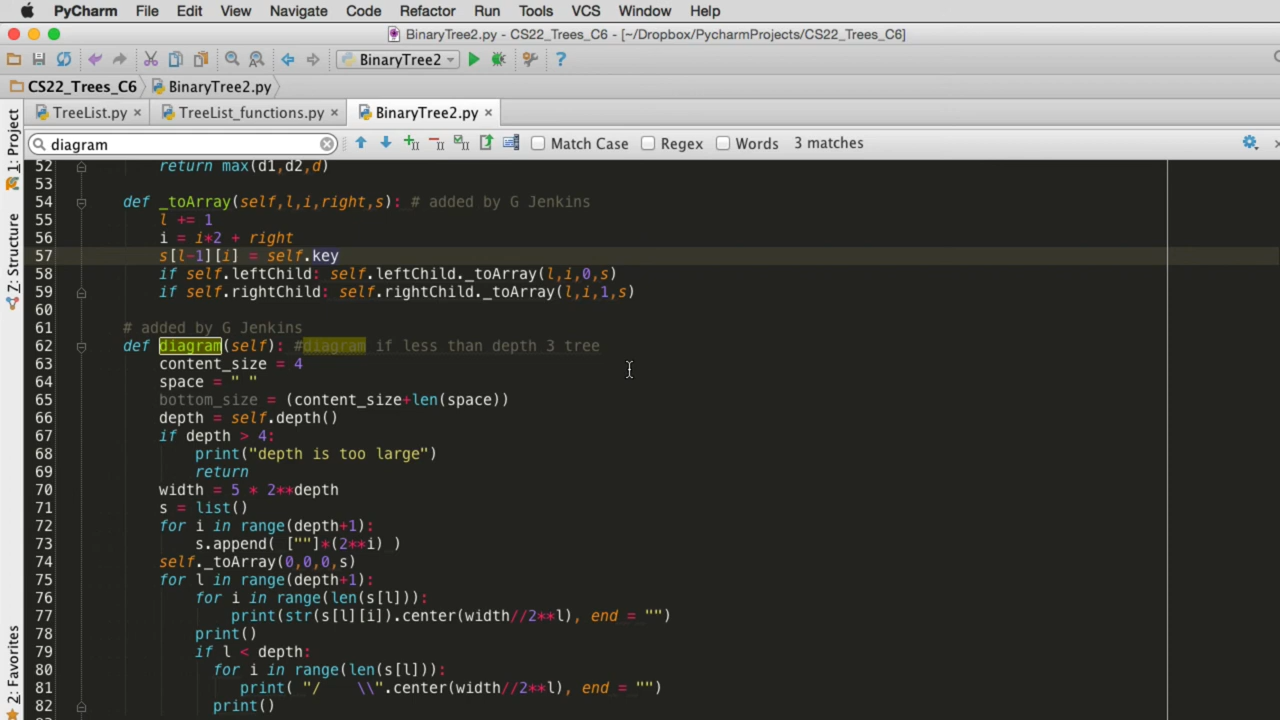 PyCharm File Edit View Navigate Code Refactor Run Tools VCS Window Help
BinaryTree2.py - CS22_Trees_C6 - [~/Dropbox/PycharmProjects/CS22_Trees_C6]
BinaryTree2
CS22_Trees_C6 BinaryTree2.py
TreeList.py TreeList_functions.py BinaryTree2.py
diagram Match Case Regex Words 3 matches
1: Project
7: Structure
2: Favorites
52 return max(d1,d2,d)
53
54 def _toArray(self,l,i,right,s): # added by G Jenkins
55 l += 1
56 i = i*2 + right
57 s[l-1][i] = self.key
58 if self.leftChild: self.leftChild._toArray(l,i,0,s)
59 if self.rightChild: self.rightChild._toArray(l,i,1,s)
60
61 # added by G Jenkins
62 def diagram(self): #diagram if less than depth 3 tree
63 content_size = 4
64 space = " "
65 bottom_size = (content_size+len(space))
66 depth = self.depth()
67 if depth > 4:
68 print("depth is too large")
69 return
70 width = 5 * 2**depth
71 s = list()
72 for i in range(depth+1):
73 s.append( [""]*(2**i) )
74 self._toArray(0,0,0,s)
75 for l in range(depth+1):
76 for i in range(len(s[l])):
77 print(str(s[l][i]).center(width//2**l), end = "")
78 print()
79 if l < depth:
80 for i in range(len(s[l])):
81 print( "/    \\".center(width//2**l), end = "")
82 print()